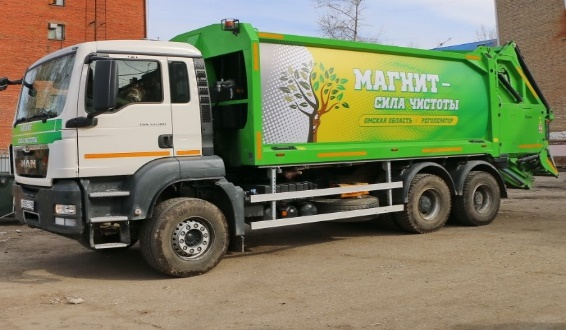 МАГНИТ -
СИЛА ЧИСТОТЫ
ОМСКАЯ ОБЛАСТЬ • РЕГОПЕРАТОР
MAN